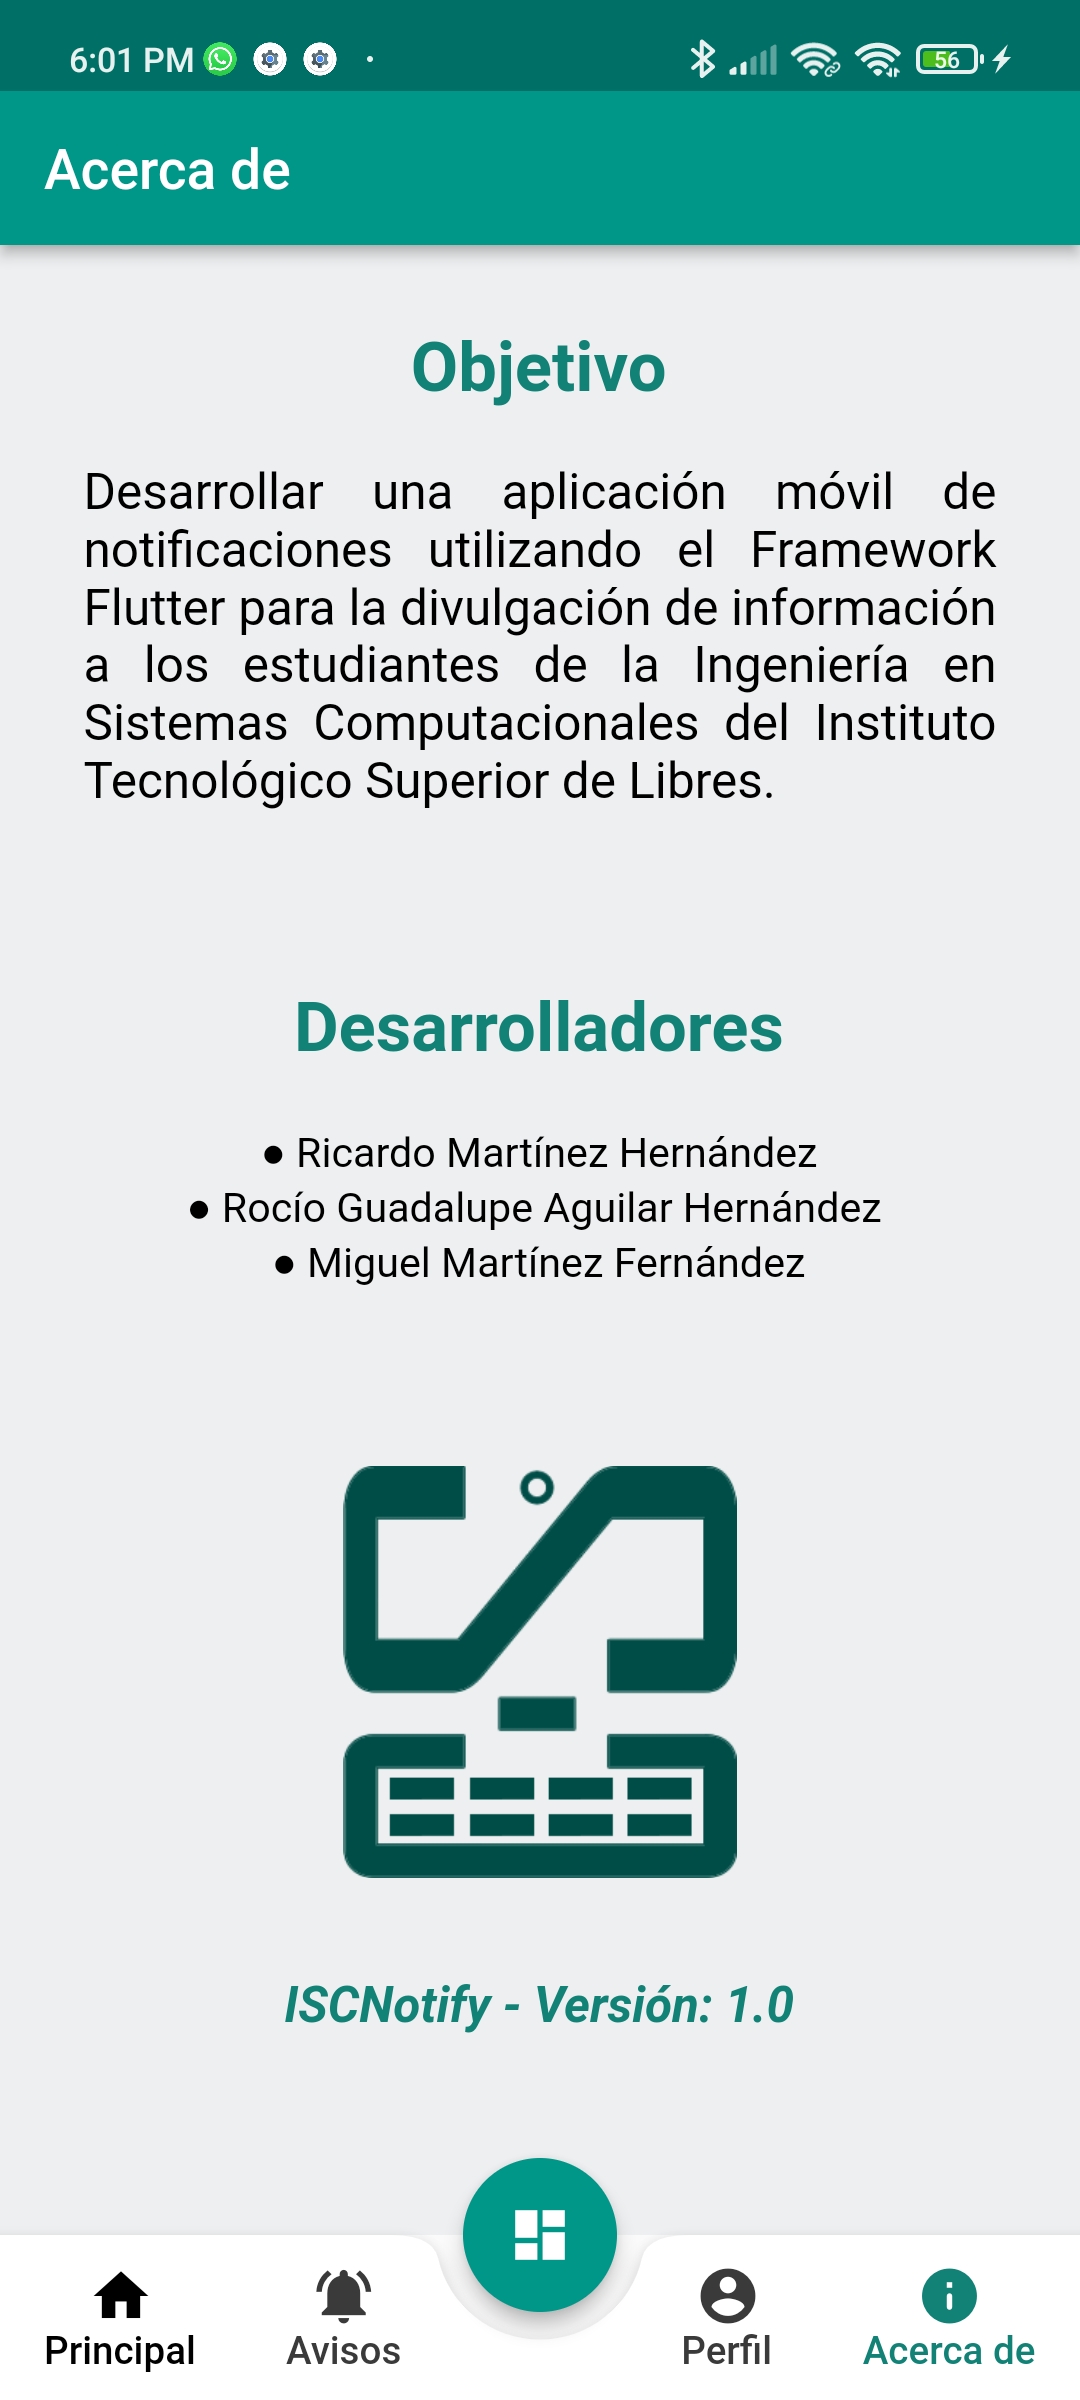 6:01 PM
56
Acerca de
Objetivo
Desarrollar una aplicación móvil de
notificaciones utilizando el Framework
Flutter para la divulgación de información
a los estudiantes de la Ingeniería en
Sistemas Computacionales del Instituto
Tecnológico Superior de Libres.
Desarrolladores
● Ricardo Martínez Hernández
● Rocío Guadalupe Aguilar Hernández
● Miguel Martínez Fernández
ISCNotify - Versión: 1.0
Principal
Avisos
Perfil
Acerca de